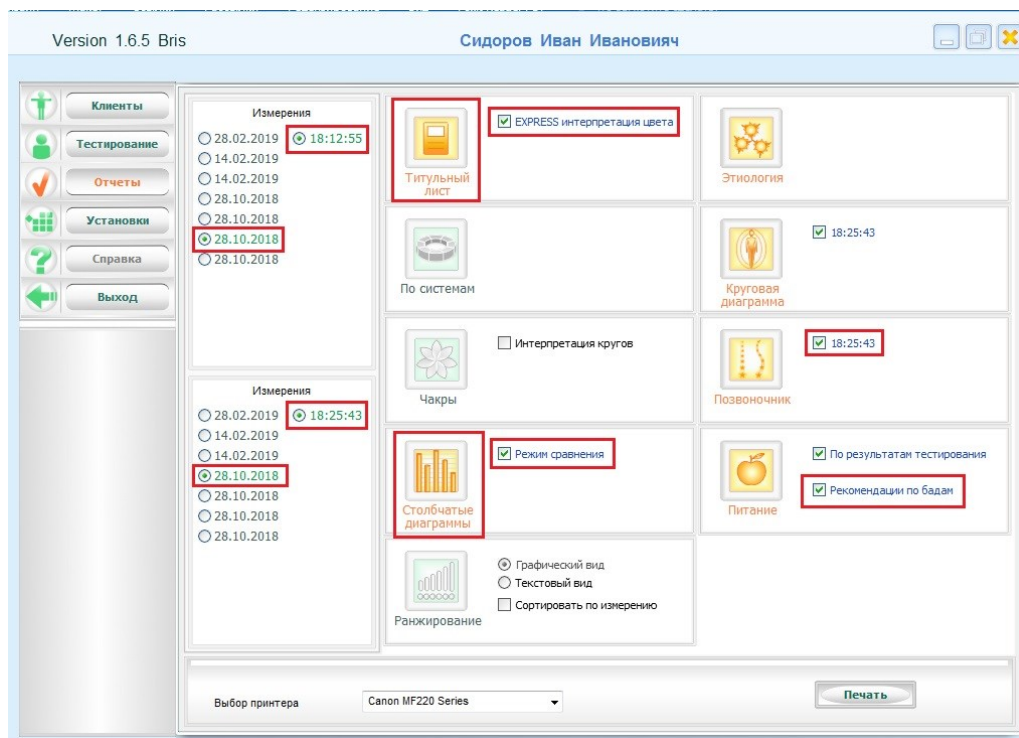 Version 1.6.5 Bris
Сидоров Иван Мвановияч
Клиенты
Тестирование
Отчеты
Установки
Справка
Выход
Измерения
28.02.2019 18:12:55
14.02.2019
14.02.2019
28.10.2018
28.10.2018
28.10.2018
28.10.2018
Измерения
28.02.2019 18:25:43
14.02.2019
14.02.2019
28.10.2018
28.10.2018
28.10.2018
28.10.2018
Титульный
лист
EXPRESS интерпретация цвета
Этиология
По системам
Круговая
диаграмма
18:25:43
Чакры
Интерпретация кругов
Позвоночник
18:25:43
Столбчатые
диаграммы
Режим сравнения
Питание
По результатам тестирования
Рекомендации по бадам
Ранжирование
Графический вид
Текстовый вид
Сортировать по измерению
Выбор принтера
Canon MF220 Series
Печать